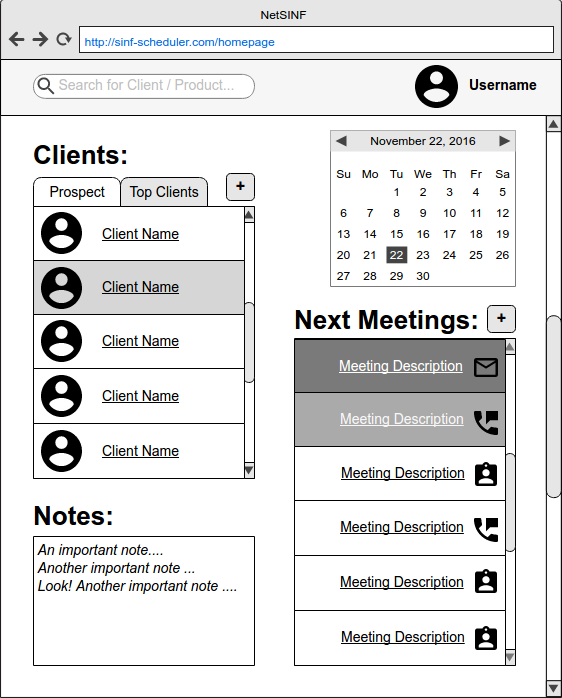 NetSINF
http://sinf-scheduler.com/homepage
Search for Client / Product...
Username
Clients:
Prospect
Top Clients
+
Client Name
Client Name
Client Name
Client Name
Client Name
Notes:
An important note....
Another important note ...
Look! Another important note ....
November 22, 2016
Su Mo Tu We Th Fr Sa
1 2 3 4 5
6 7 8 9 10 11 12
13 14 15 16 17 18 19
20 21 22 23 24 25 26
27 28 29 30
Next Meetings:
+
Meeting Description
Meeting Description
Meeting Description
Meeting Description
Meeting Description
Meeting Description